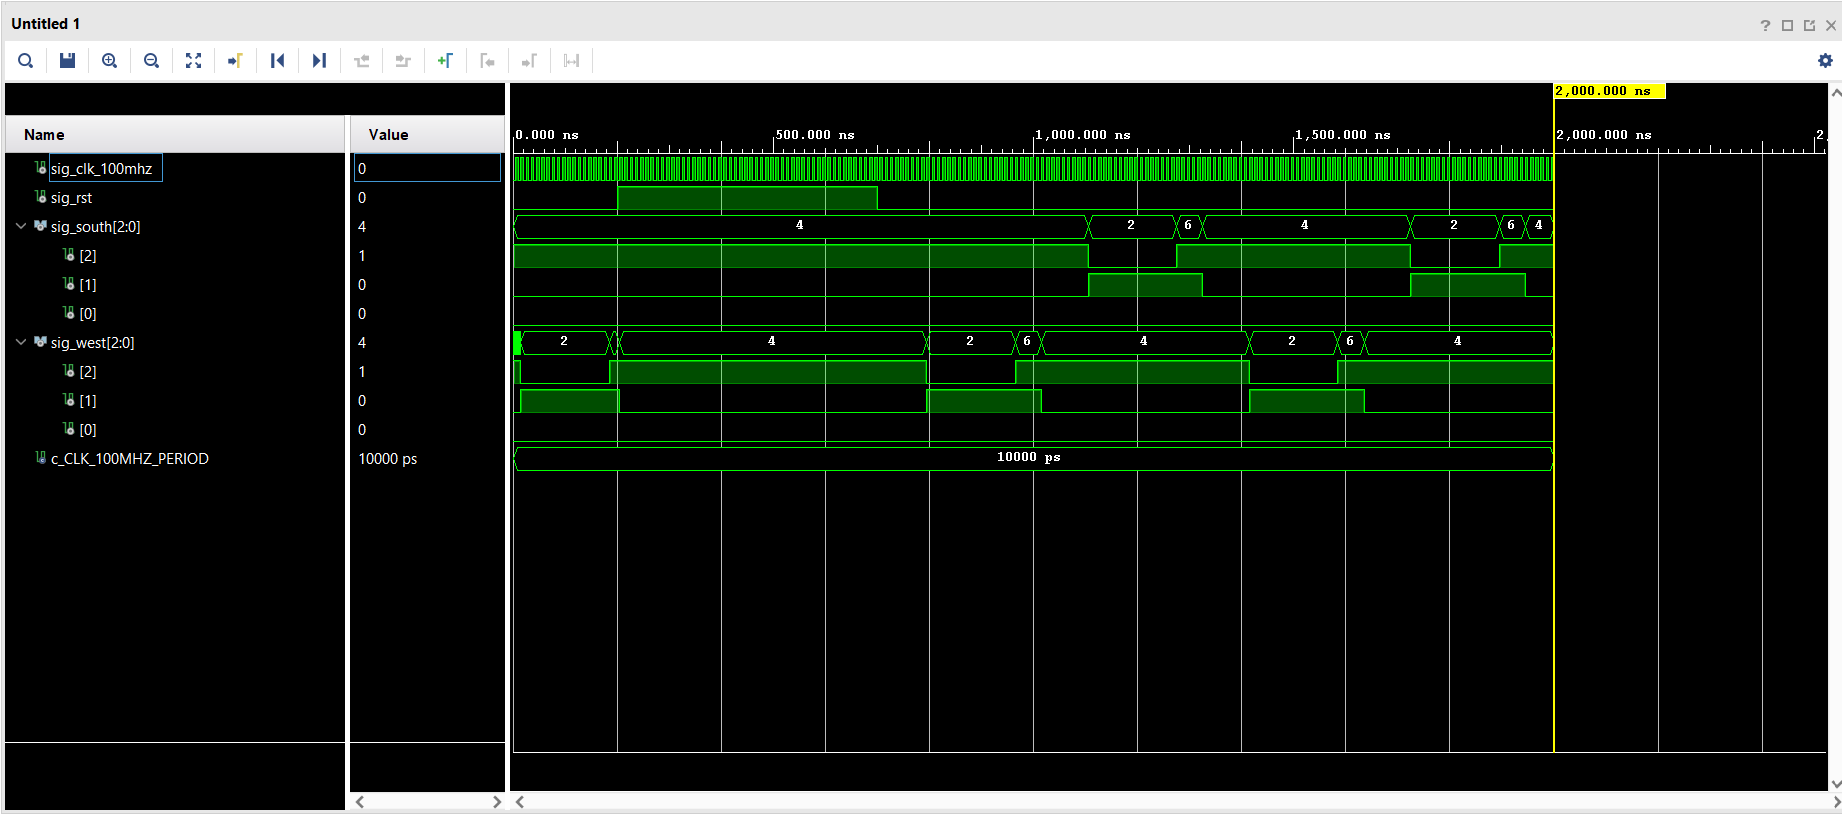 Untitled 1
?
2,000.000 ns
Name
Value
0.000 ns
500.000 ns
1,000.000 ns
1,500.000 ns
2,000.000 ns
2,
sig_clk_100mhz
0
sig_rst
0
sig_south[2:0]
4
4
2
6
4
2
6
4
[2]
1
[1]
0
[0]
0
sig_west[2:0]
4
2
4
2
6
4
2
6
4
[2]
1
[1]
0
[0]
0
c_CLK_100MHZ_PERIOD
10000 ps
10000 ps